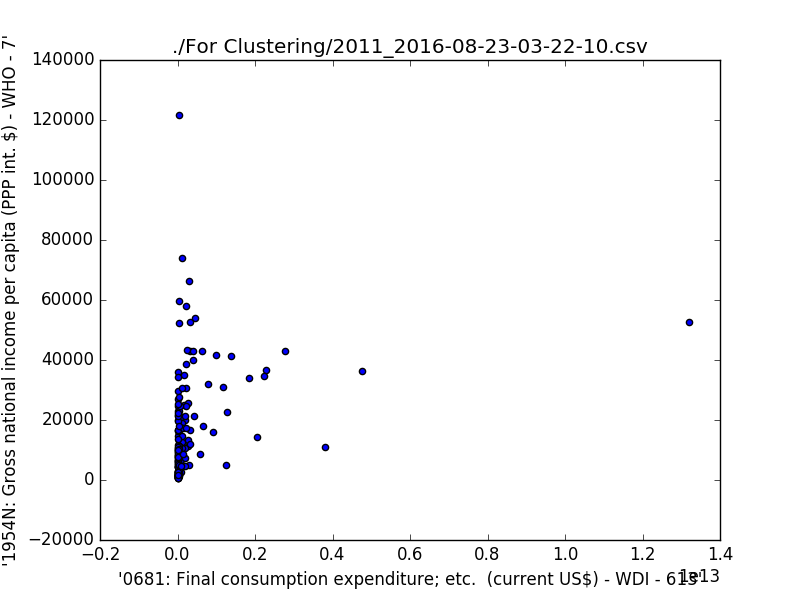 ./For Clustering/2011_2016-08-23-03-22-10.csv
'1954N: Gross national income per capita (PPP int. $) - WHO - 7'
140000
120000
100000
80000
60000
40000
20000
0
−20000
−0.2 0.0 0.2 0.4 0.6 0.8 1.0 1.2 1.4
1e13
'0681: Final consumption expenditure; etc. (current US$) - WDI - 613'